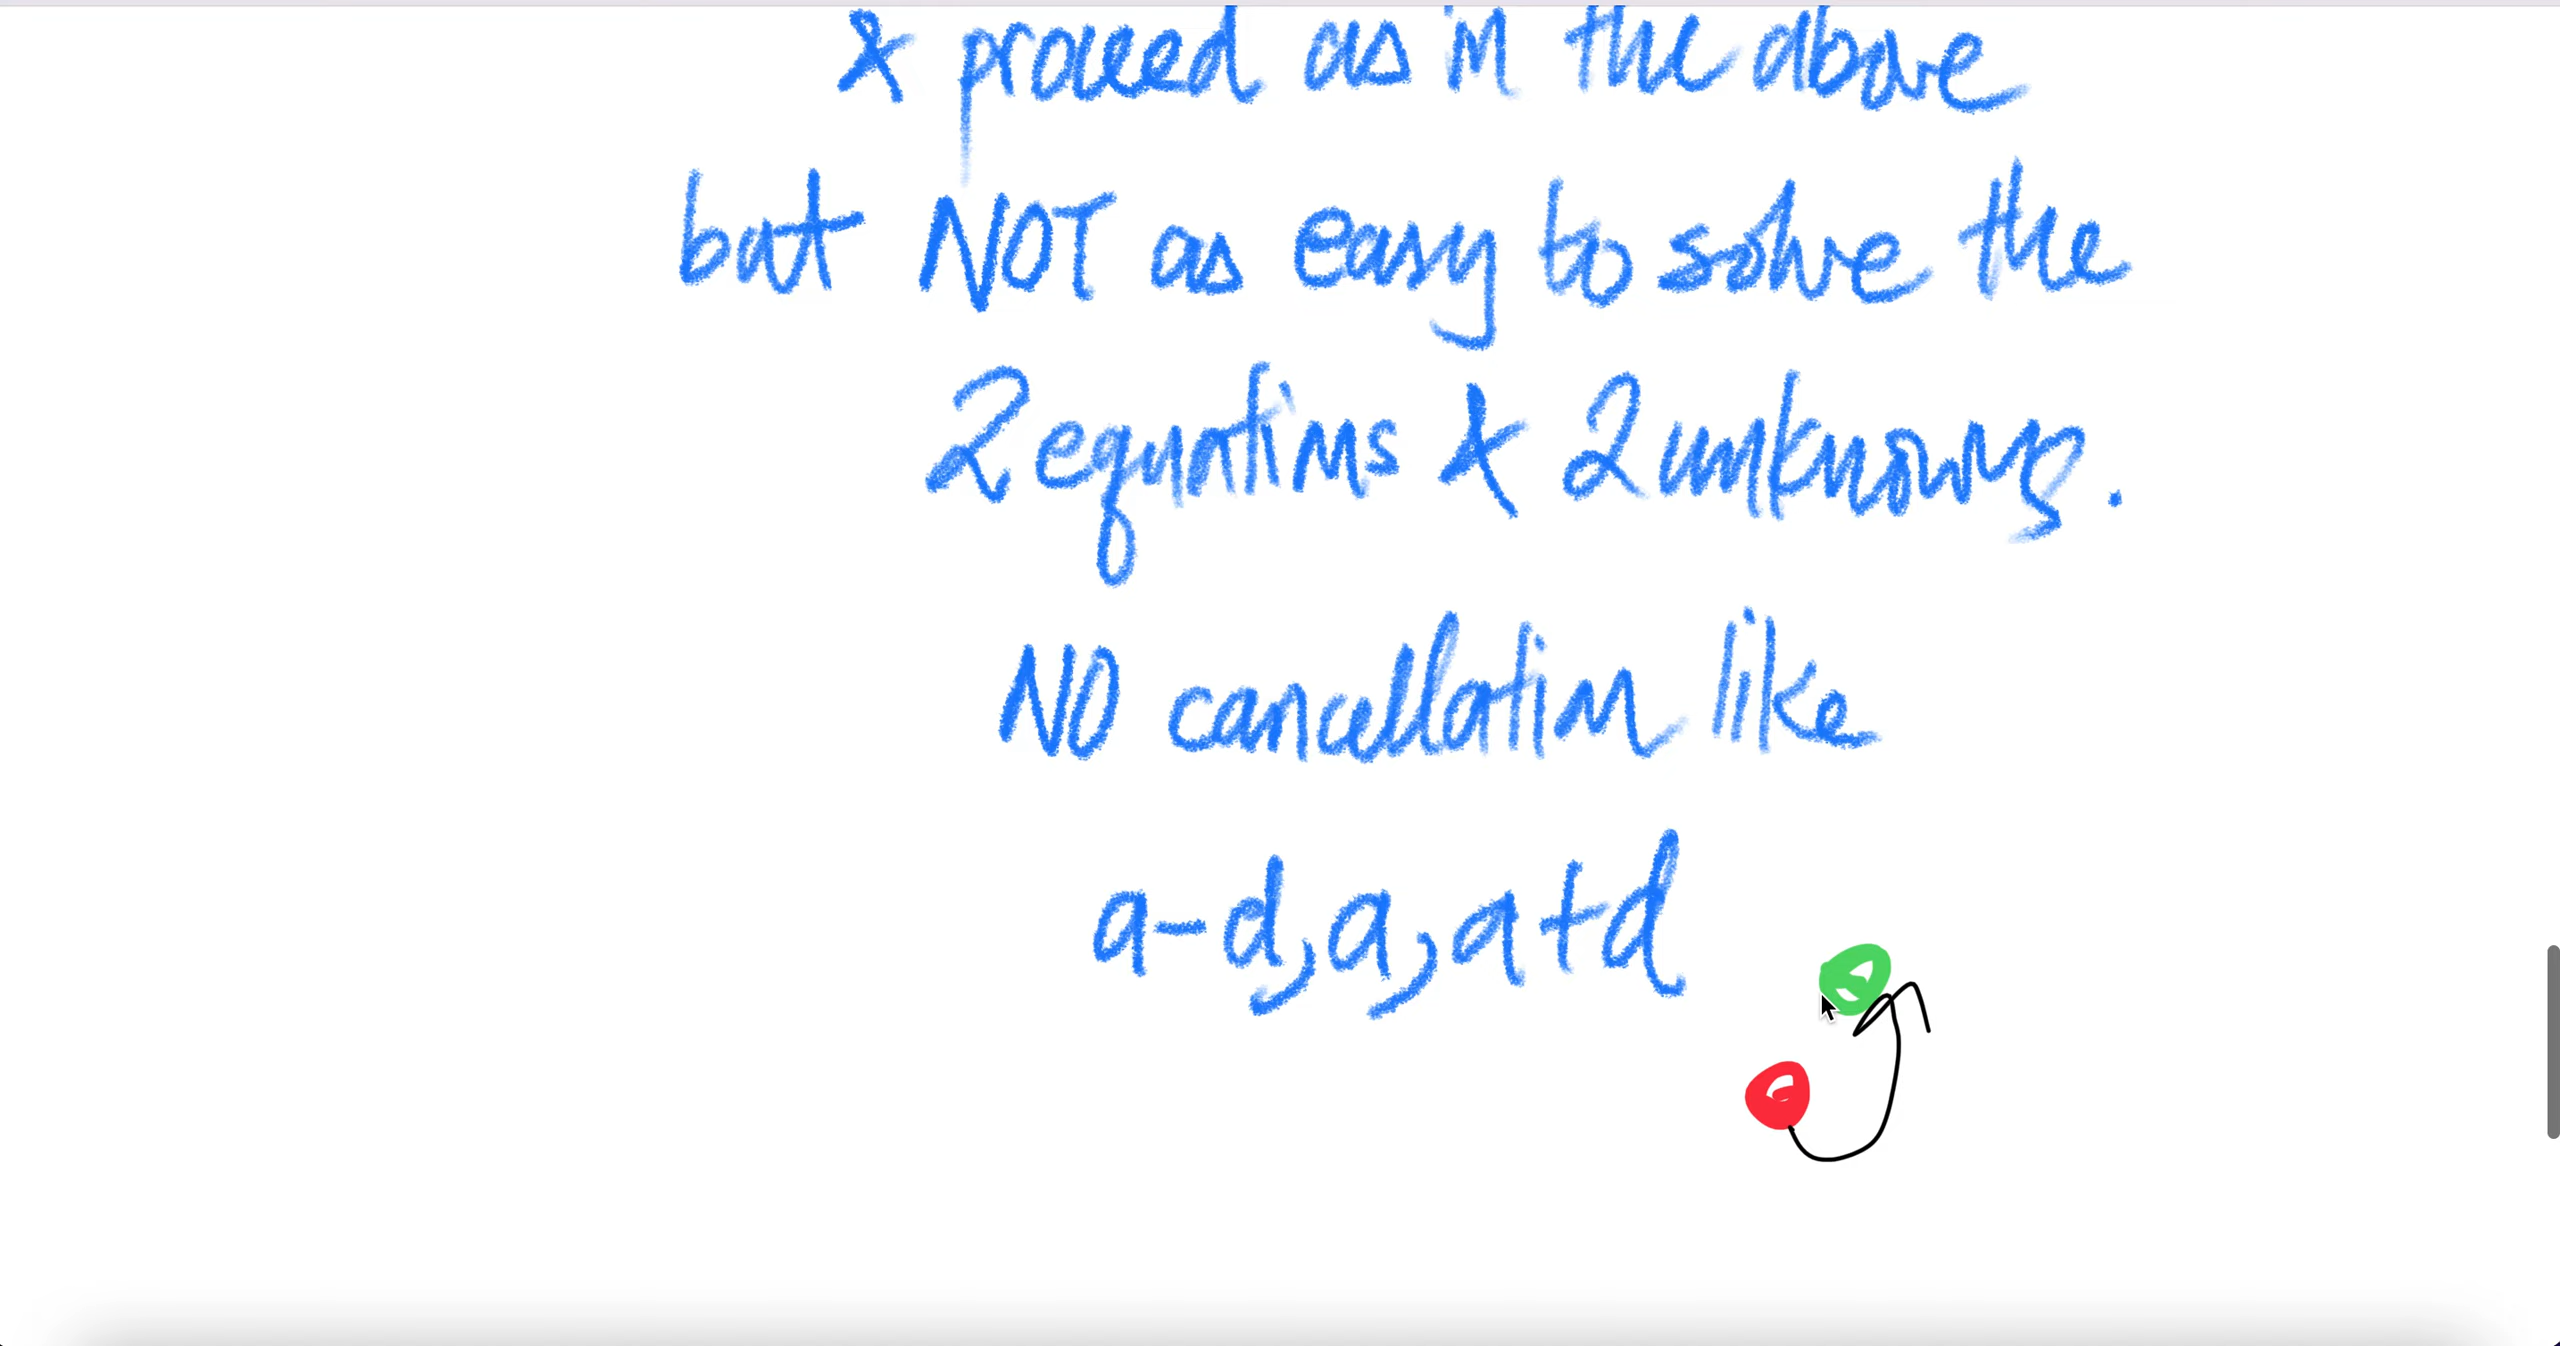 & proceed as in the above
but NOT as easy to solve the
2 equations & 2 unknowns.
NO cancellation like
a-d, a, a+d